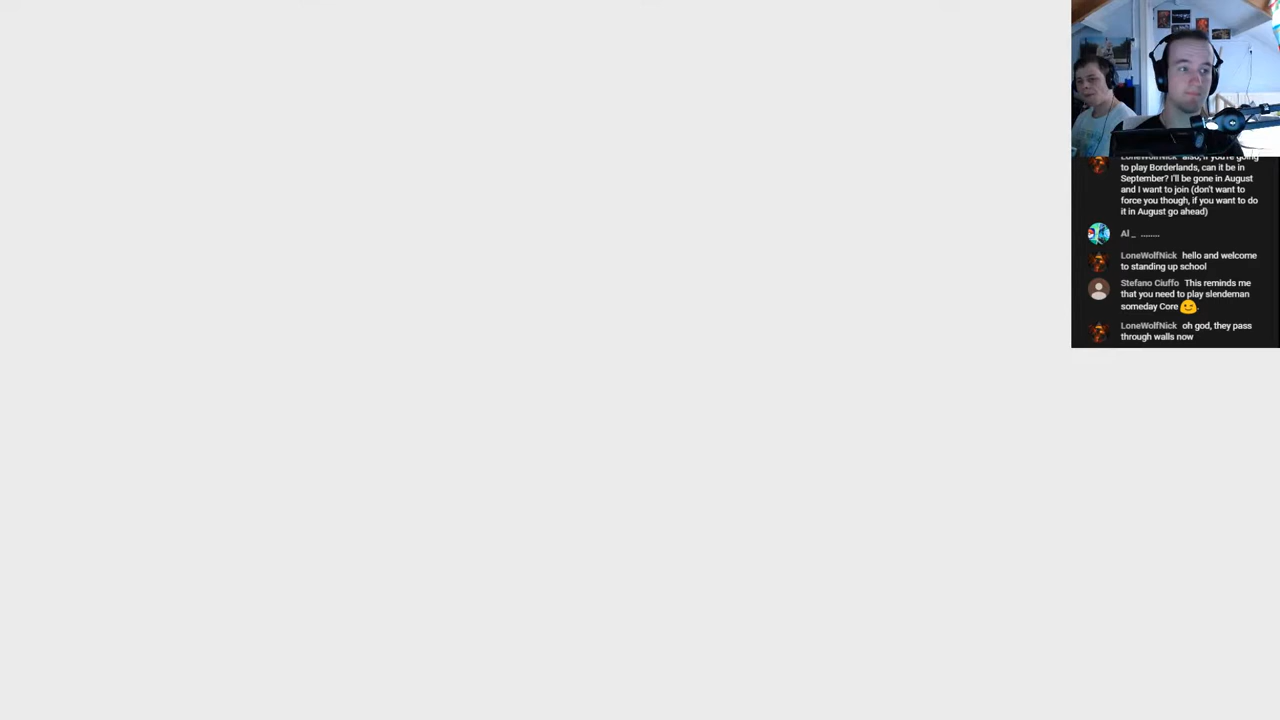 LoneWolfNick also, if you're going
to play Borderlands, can it be in
September? I'll be gone in August
and I want to join (don't want to
force you though, if you want to do
it in August go ahead)
Al_ ........
LoneWolfNick hello and welcome
to standing up school
Stefano Ciuffo This reminds me
that you need to play slendeman
someday Core 😉.
LoneWolfNick oh god, they pass
through walls now